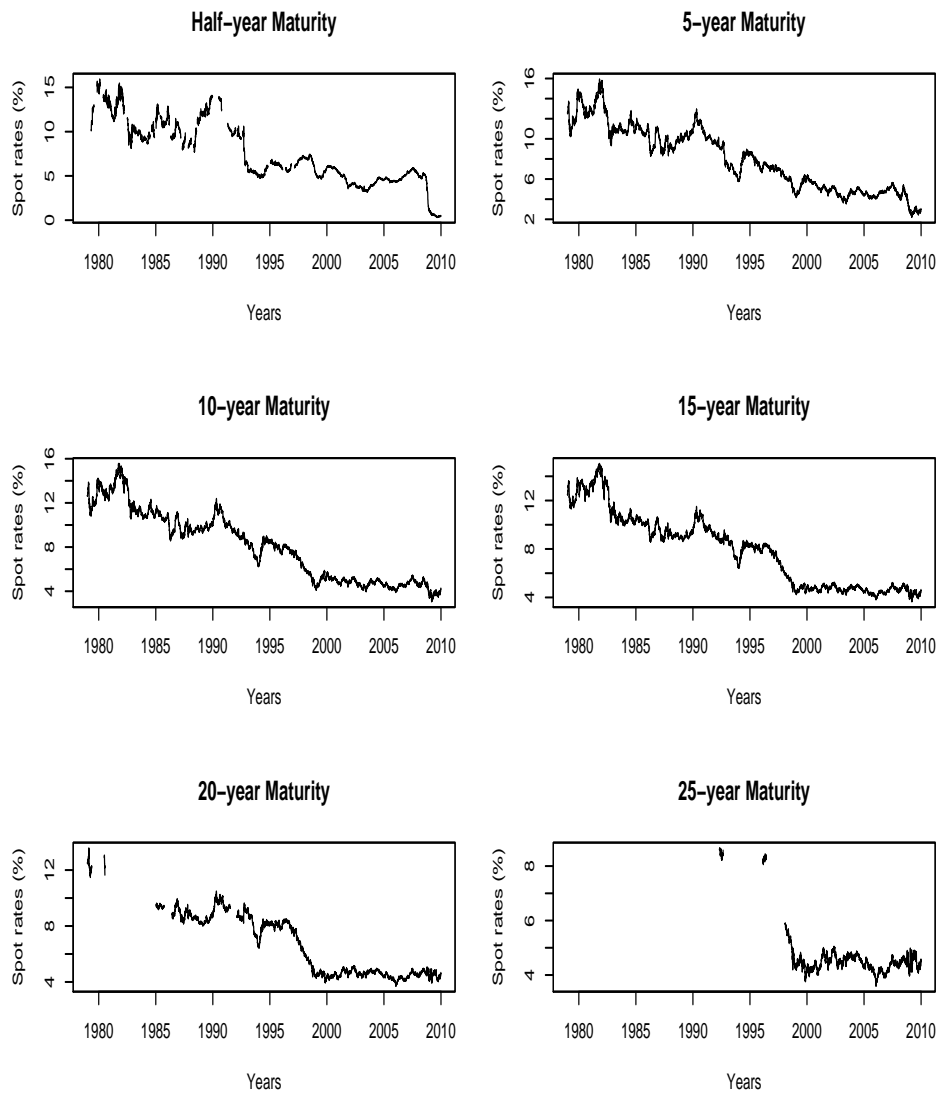 Half−year Maturity
Spot rates (%)
15
10
5
0
1980 1985 1990 1995 2000 2005 2010
Years
5−year Maturity
Spot rates (%)
16
10
6
2
1980 1985 1990 1995 2000 2005 2010
Years
10−year Maturity
Spot rates (%)
16
12
8
4
1980 1985 1990 1995 2000 2005 2010
Years
15−year Maturity
Spot rates (%)
12
8
4
1980 1985 1990 1995 2000 2005 2010
Years
20−year Maturity
Spot rates (%)
12
8
4
1980 1985 1990 1995 2000 2005 2010
Years
25−year Maturity
Spot rates (%)
8
6
4
1980 1985 1990 1995 2000 2005 2010
Years